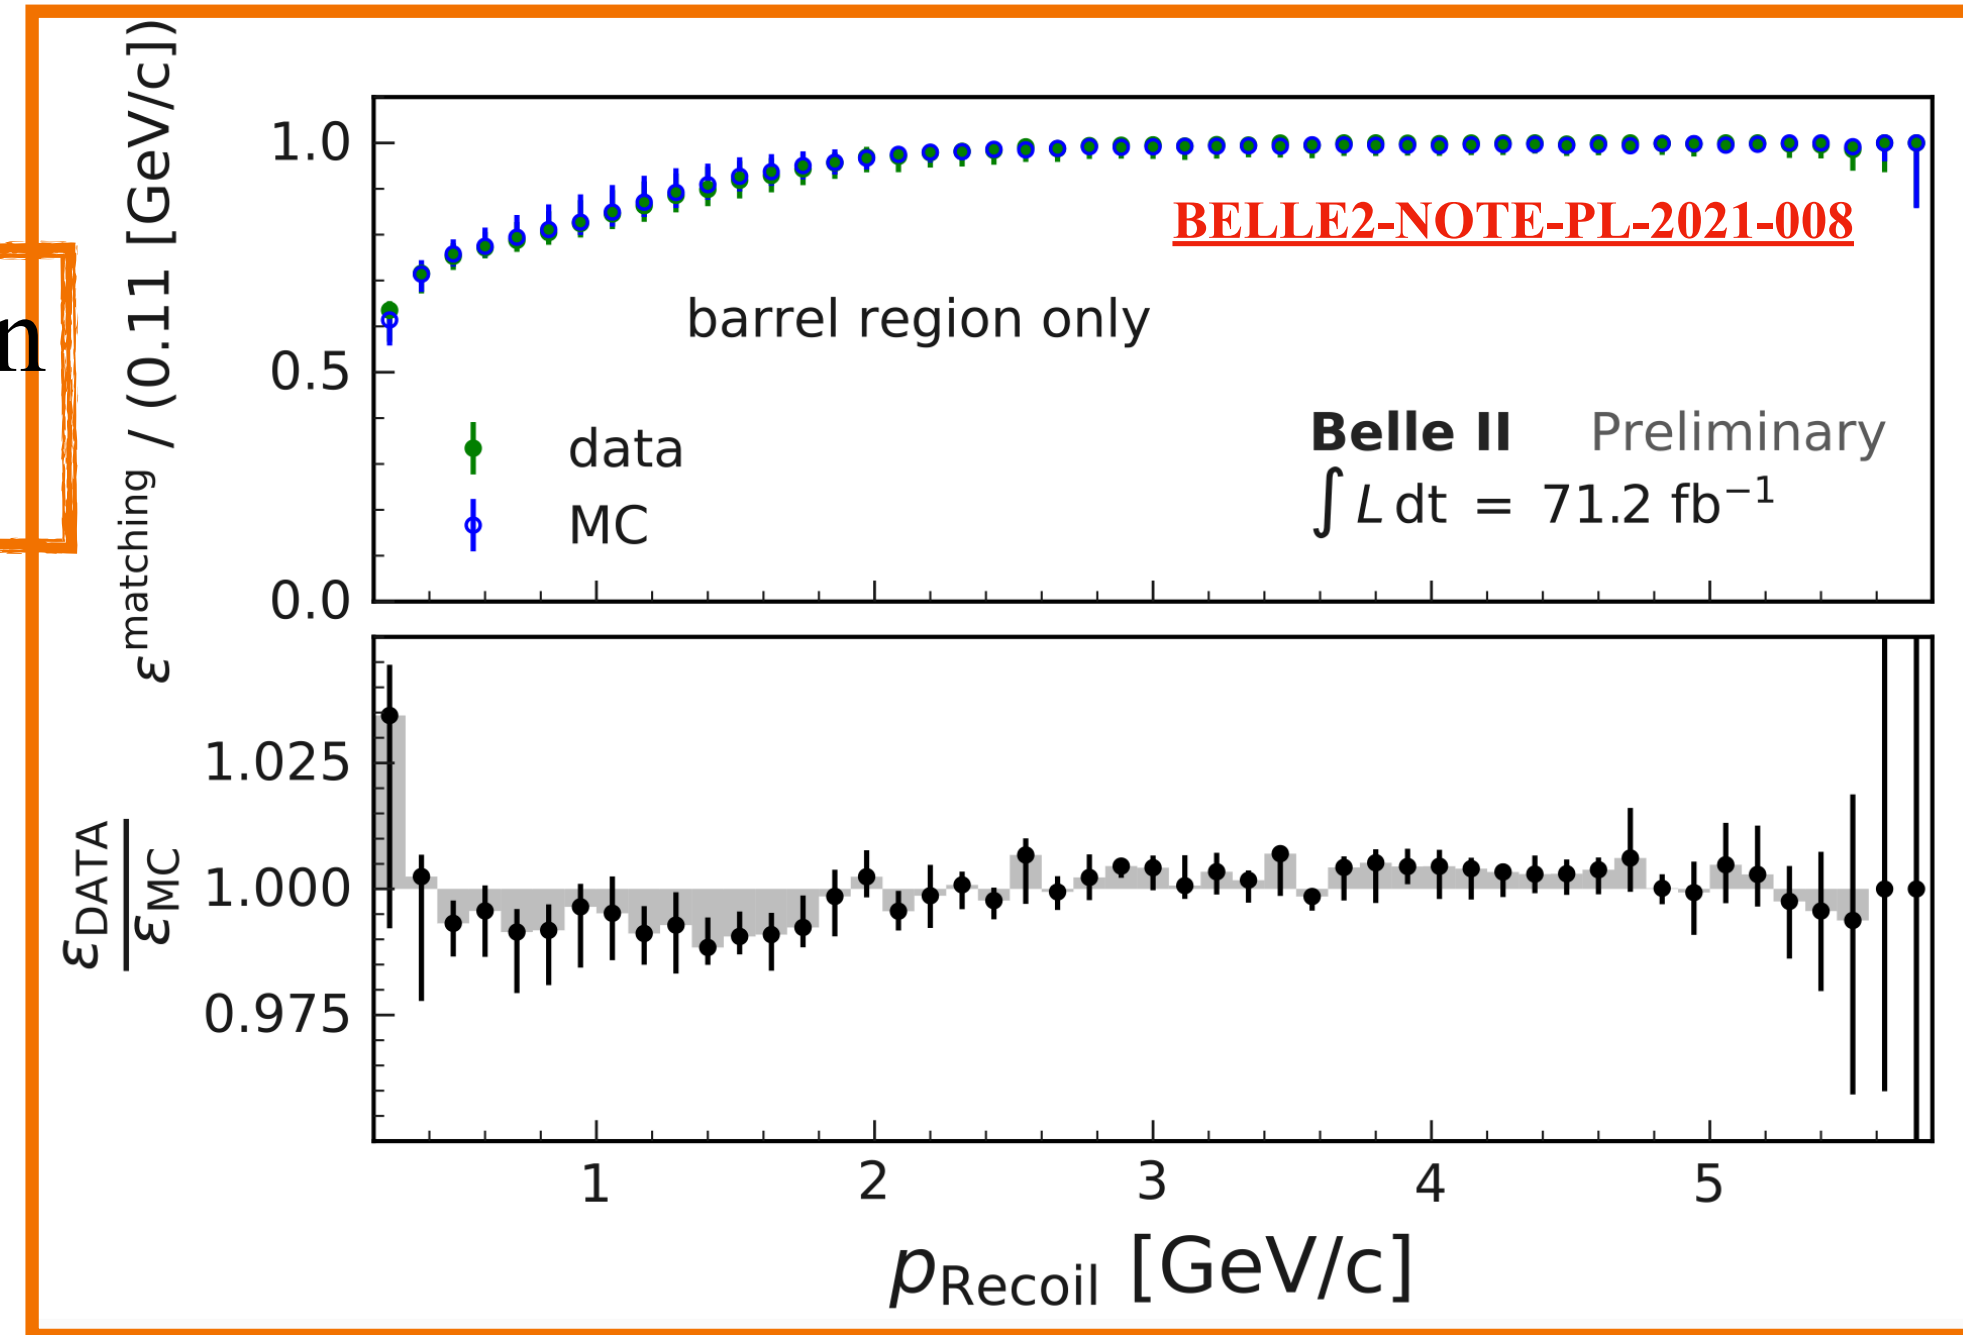 n
ε^matching / (0.11 [GeV/c])
1.0
0.5
0.0
BELLE2-NOTE-PL-2021-008
barrel region only
data
MC
Belle II Preliminary
∫ L dt = 71.2 fb⁻¹
ε_DATA
ε_MC
1.025
1.000
0.975
1 2 3 4 5
p_Recoil [GeV/c]